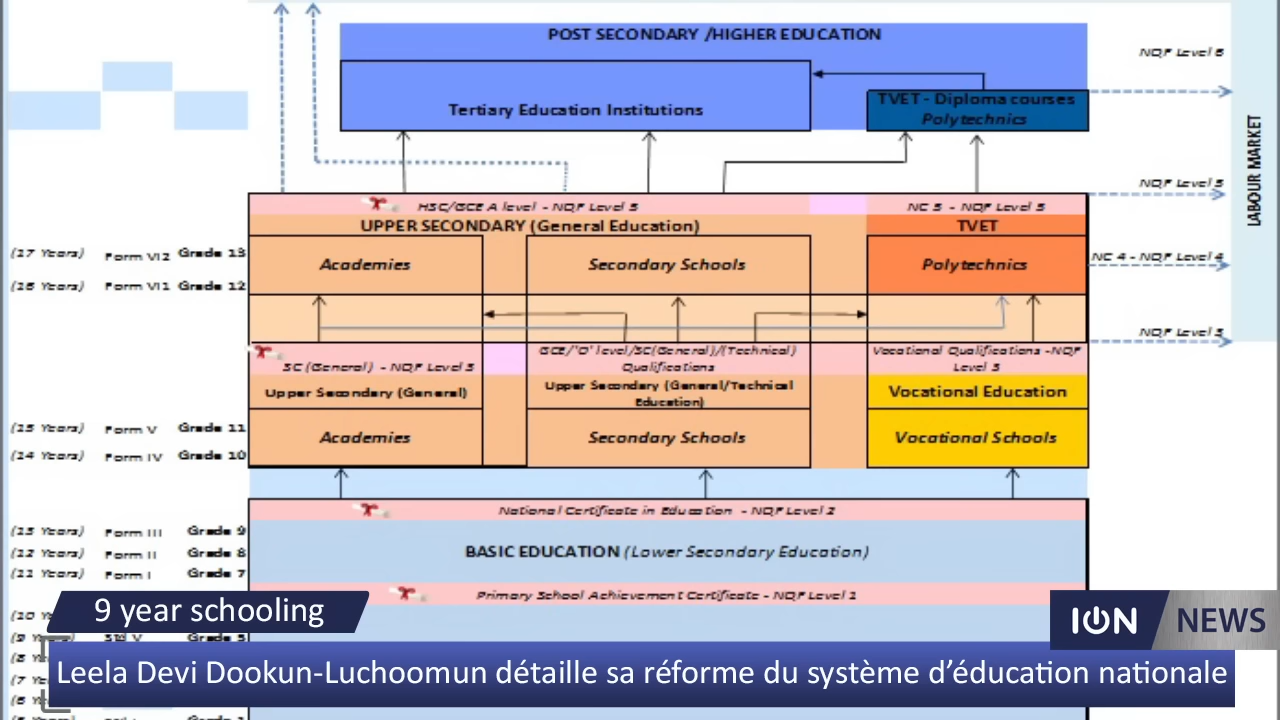 POST SECONDARY /HIGHER EDUCATION
NQF Level 6
Tertiary Education Institutions
TVET - Diploma courses
Polytechnics
LABOUR MARKET
NQF Level 5
HSC/GCE A level - NQF Level 5
NC 5 - NQF Level 5
UPPER SECONDARY (General Education)
TVET
(17 Years) Form VI2 Grade 13
Academies
Secondary Schools
Polytechnics
NC 4 - NQF Level 4
(16 Years) Form VI1 Grade 12
NQF Level 3
SC (General) - NQF Level 3
GCE/'O' level/SC(General)/(Technical)
Qualifications
Vocational Qualifications -NQF
Level 3
Upper Secondary (General)
Upper Secondary (General/Technical
Education)
Vocational Education
(15 Years) Form V Grade 11
(14 Years) Form IV Grade 10
Academies
Secondary Schools
Vocational Schools
National Certificate in Education - NQF Level 2
(13 Years) Form III Grade 9
(12 Years) Form II Grade 8
(11 Years) Form I Grade 7
BASIC EDUCATION (Lower Secondary Education)
Primary School Achievement Certificate - NQF Level 1
9 year schooling
ION NEWS
Leela Devi Dookun-Luchoomun détaille sa réforme du système d'éducation nationale